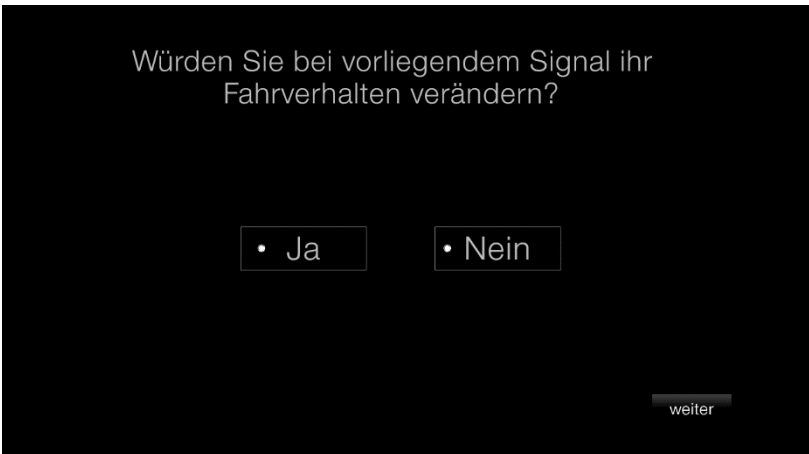 Würden Sie bei vorliegendem Signal ihr
Fahrverhalten verändern?
• Ja
• Nein
weiter